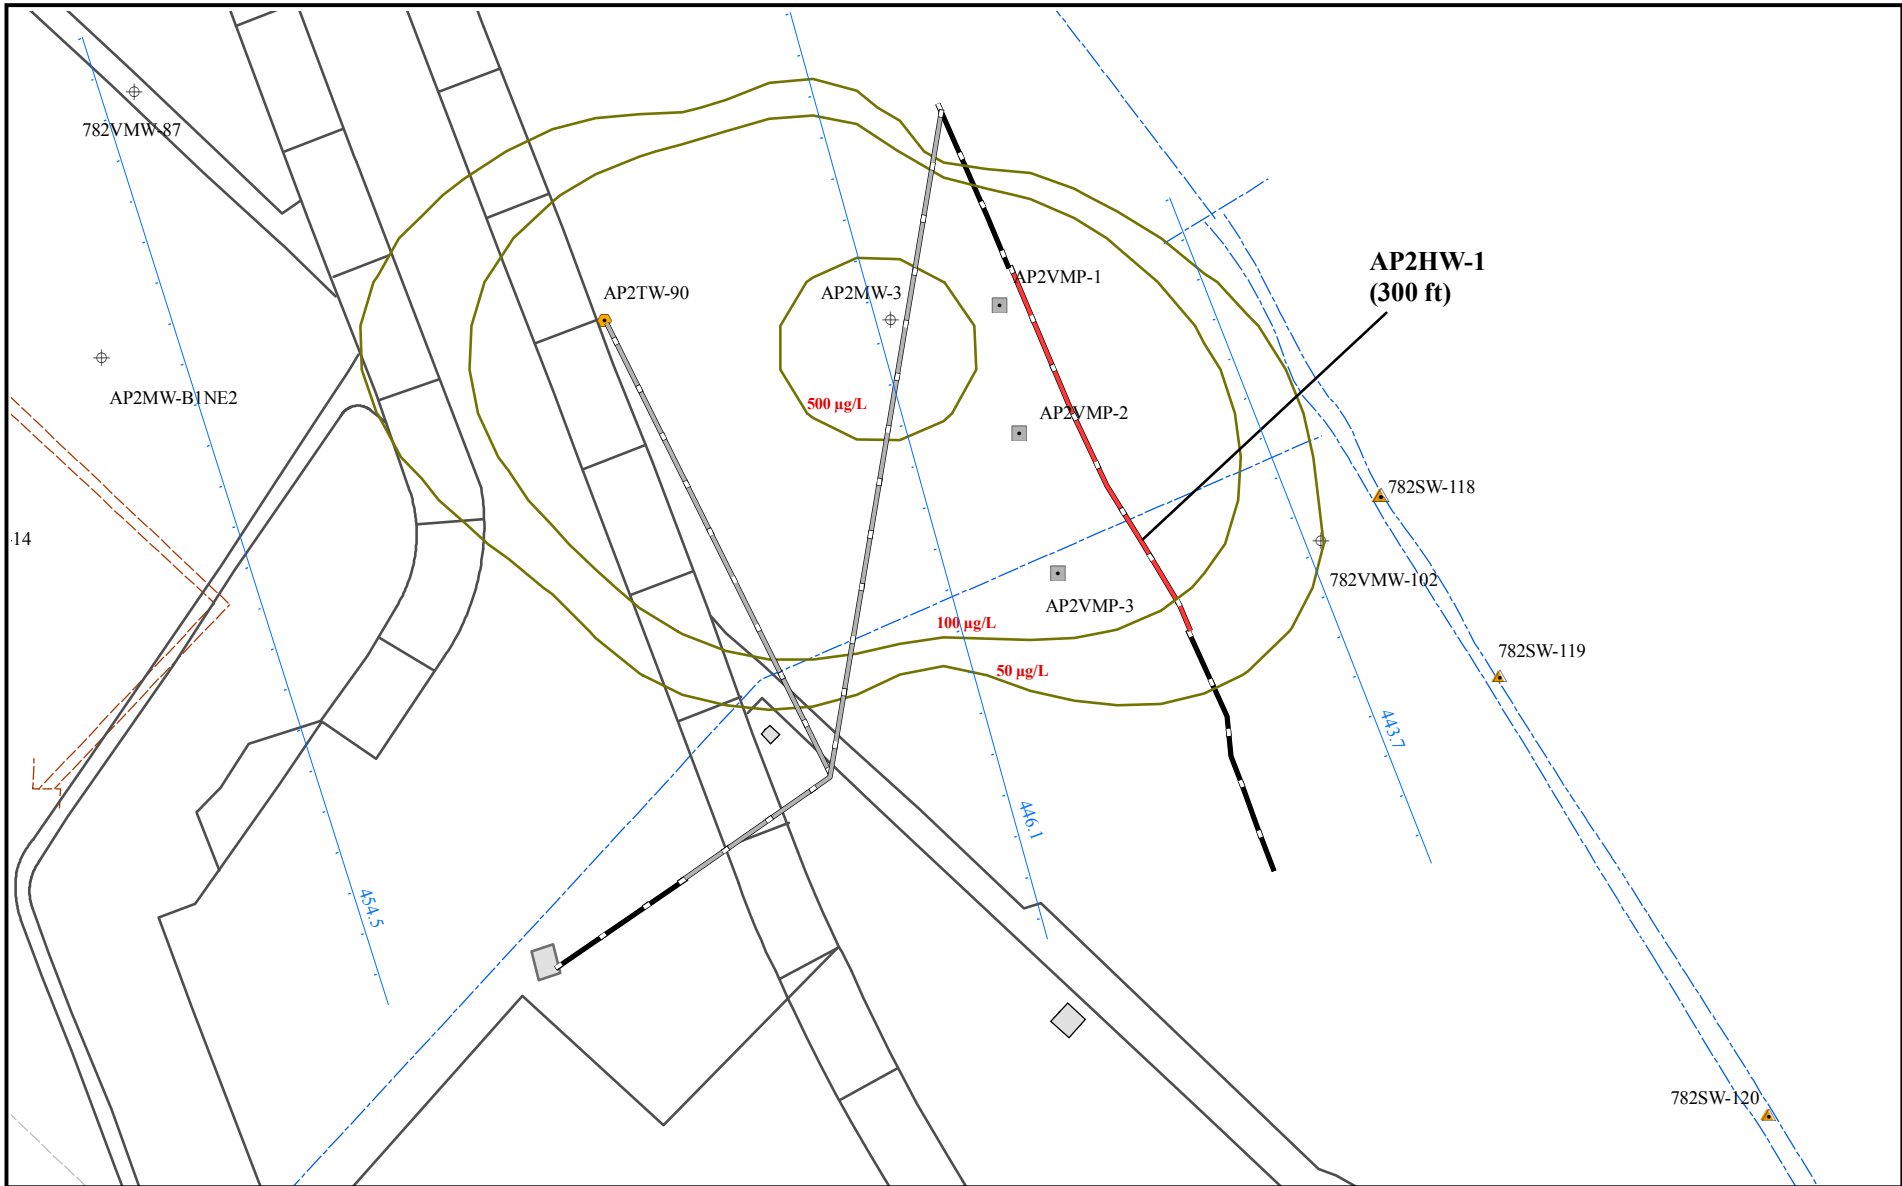 782VMW-87
AP2HW-1
(300 ft)
AP2VMP-1
AP2TW-90
AP2MW-3
AP2MW-B1NE2
500 µg/L
AP2VMP-2
782SW-118
-14
782VMW-102
AP2VMP-3
100 µg/L
782SW-119
50 µg/L
443.7
446.1
454.5
782SW-120